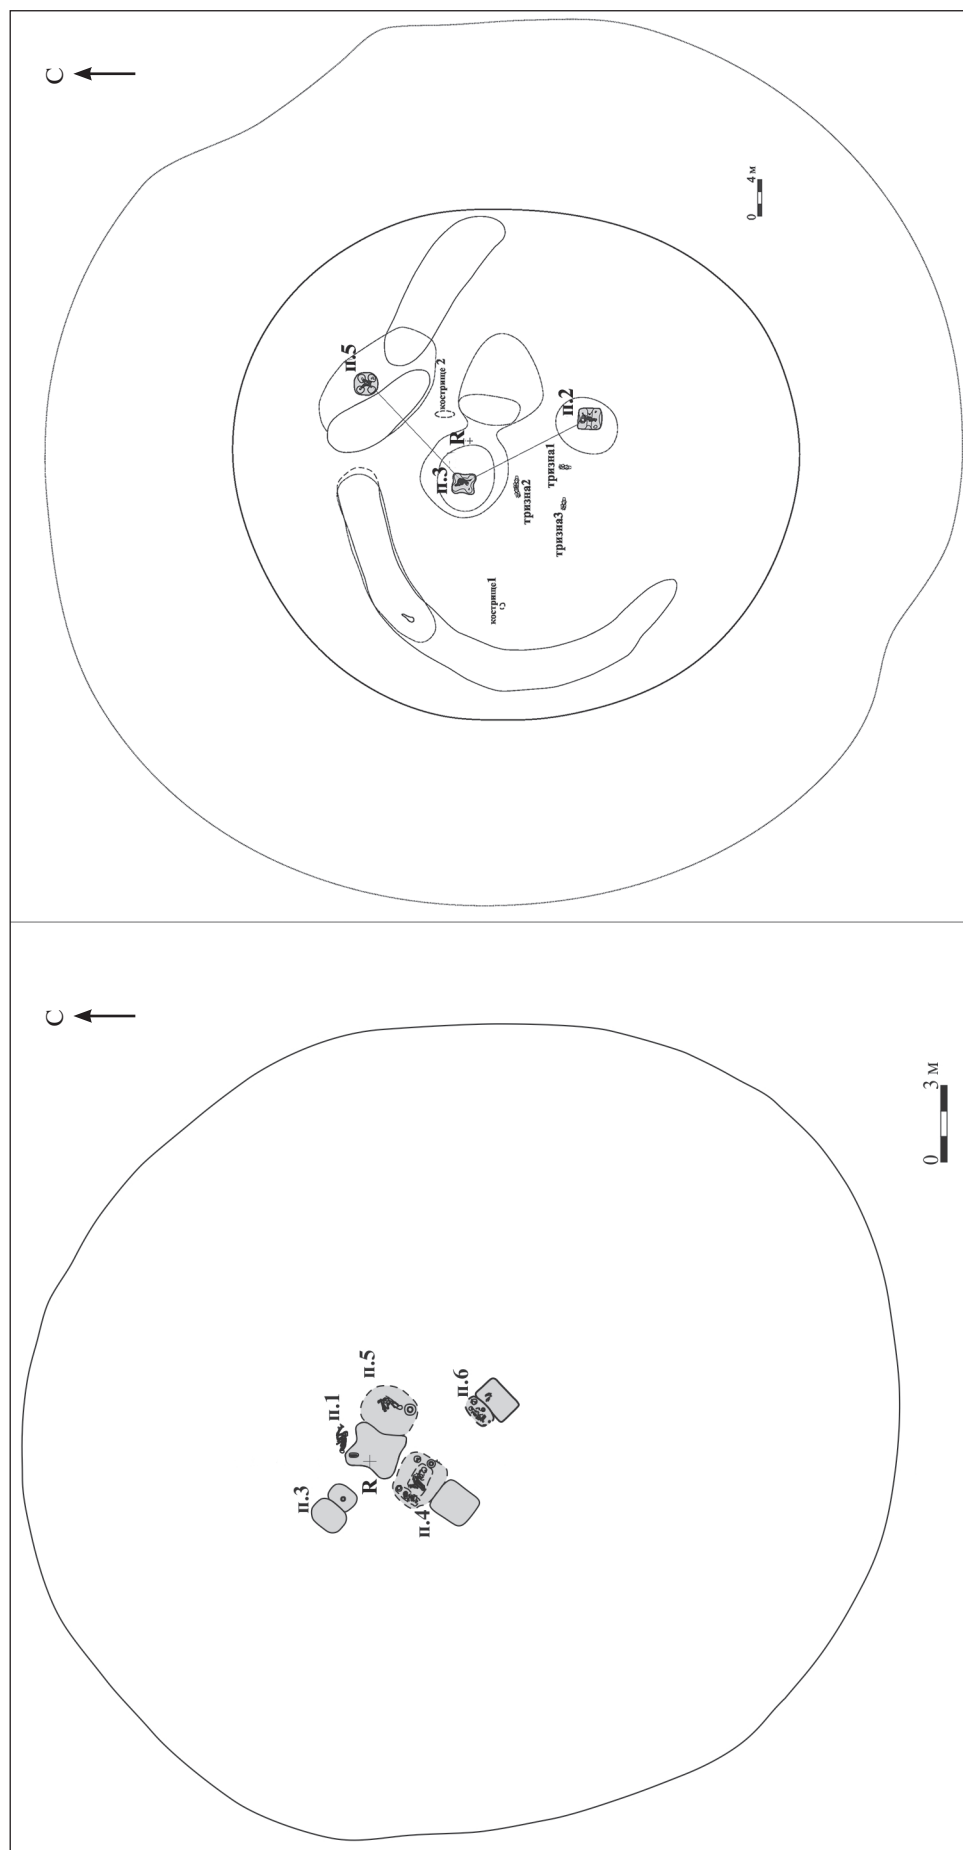 С
0 3 м
п.3
п.1
п.5
R
п.4
п.6
С
0 4 м
п.5
кострище 2
R
п.3
п.2
тризна1
тризна2
тризна3
кострище1